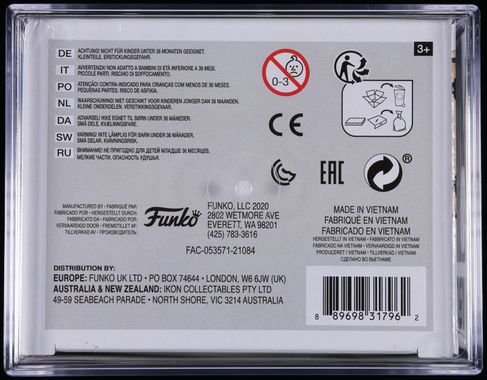 DE ACHTUNG! NICHT FÜR KINDER UNTER 36 MONATEN GEEIGNET.
KLEINTEILE. ERSTICKUNGSGEFAHR.
IT AVVERTENZA! NON ADATTO A BAMBINI DI ETÀ INFERIORE A 36 MESI.
PICCOLE PARTI. RISCHIO DI SOFFOCAMENTO.
PO ATENÇÃO! CONTRA-INDICADO PARA CRIANÇAS COM MENOS DE 36 MESES.
PEQUENAS PARTES. RISCO DE ASFIXIA.
NL WAARSCHUWING! NIET GESCHIKT VOOR KINDEREN JONGER DAN 36 MAANDEN.
KLEINE ONDERDELEN. VERSTIKKINGSGEVAAR.
DA ADVARSEL! IKKE EGNET TIL BØRN UNDER 36 MÅNEDER.
SMÅ DELE. KVÆLNINGSFARE.
SW VARNING! INTE LÄMPLIG FÖR BARN UNDER 36 MÅNADER.
SMÅ DELAR. KVÄVNINGSRISK.
RU ВНИМАНИЕ! НЕ ПРИГОДНО ДЛЯ ДЕТЕЙ МЛАДШЕ 36 МЕСЯЦЕВ.
МЕЛКИЕ ЧАСТИ. ОПАСНОСТЬ УДУШЬЯ.
0-3
3+
CE
EAC
®
MANUFACTURED BY • FABRIQUÉ PAR
FABRICADO POR • HERGESTELLT DURCH
FABRICATO DA • FABRICADO POR
VERVAARDIGD DOOR • FREMSTILLET AF
TILLVERKAD AV • ПРОИЗВОДИТЕЛЬ
Funko
FUNKO, LLC 2020
2802 WETMORE AVE
EVERETT, WA 98201
(425) 783-3616
FAC-053571-21084
MADE IN VIETNAM
FABRIQUÉ EN VIETNAM
FABRICADO EN VIETNAM
HERGESTELLT IN VIETNAM • FABBRICATO IN VIETNAM
FABRICADO NA VIETNAM • VERVAARDIGD IN VIETNAM
PRODUCERET I VIETNAM • TILLVERKAD I VIETNAM
СДЕЛАНО ВО ВЬЕТНАМЕ
DISTRIBUTION BY:
EUROPE: FUNKO UK LTD • PO BOX 74644 • LONDON, W6 6JW (UK)
AUSTRALIA & NEW ZEALAND: IKON COLLECTABLES PTY LTD
49-59 SEABEACH PARADE • NORTH SHORE, VIC 3214 AUSTRALIA
8 89698 31796 2